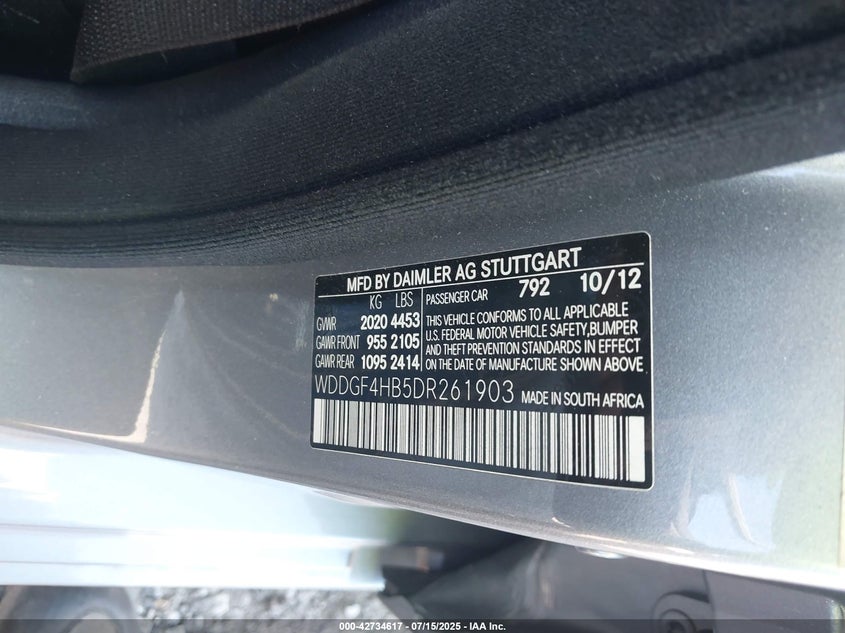 MFD BY DAIMLER AG STUTTGART
KG LBS
GVWR 2020 4453
GAWR FRONT 955 2105
GAWR REAR 1095 2414
PASSENGER CAR 792 10/12
THIS VEHICLE CONFORMS TO ALL APPLICABLE
U.S. FEDERAL MOTOR VEHICLE SAFETY,BUMPER
AND THEFT PREVENTION STANDARDS IN EFFECT
ON THE DATE OF MANUFACTURE SHOWN ABOVE.
WDDGF4HB5DR261903 MADE IN SOUTH AFRICA
000-42734617 - 07/15/2025 - IAA Inc.